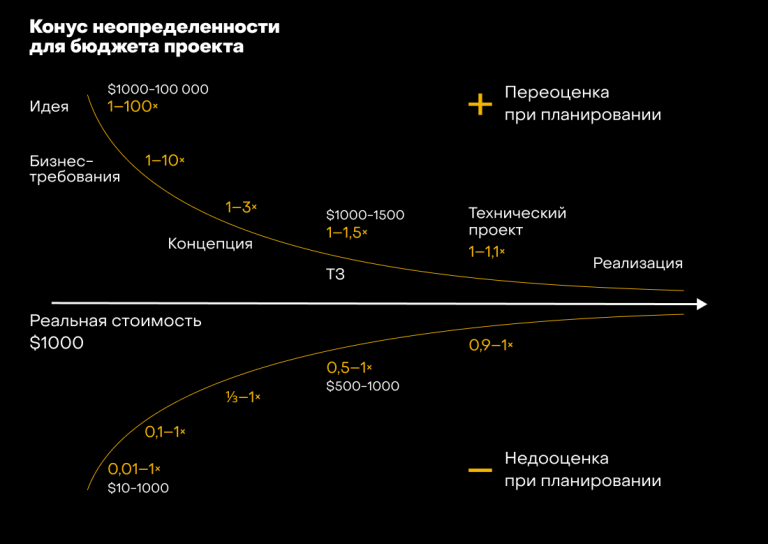 Конус неопределенности
для бюджета проекта
$1000-100 000
Идея
1–100×
Переоценка
при планировании
Бизнес-
требования
1–10×
1–3×
Концепция
$1000-1500
1–1,5×
ТЗ
Технический
проект
1–1,1×
Реализация
Реальная стоимость
$1000
0,9–1×
0,5–1×
$500-1000
⅓–1×
0,1–1×
0,01–1×
$10-1000
Недооценка
при планировании